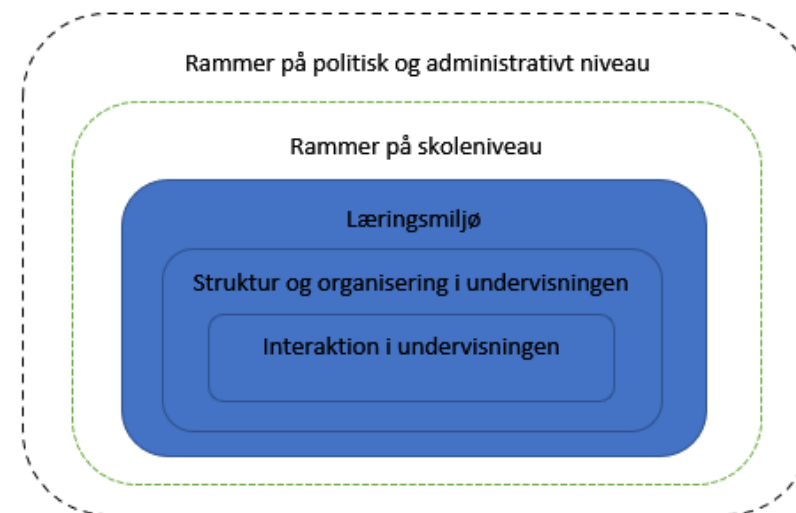 Rammer på politisk og administrativt niveau
Rammer på skoleniveau
Læringsmiljø
Struktur og organisering i undervisningen
Interaktion i undervisningen